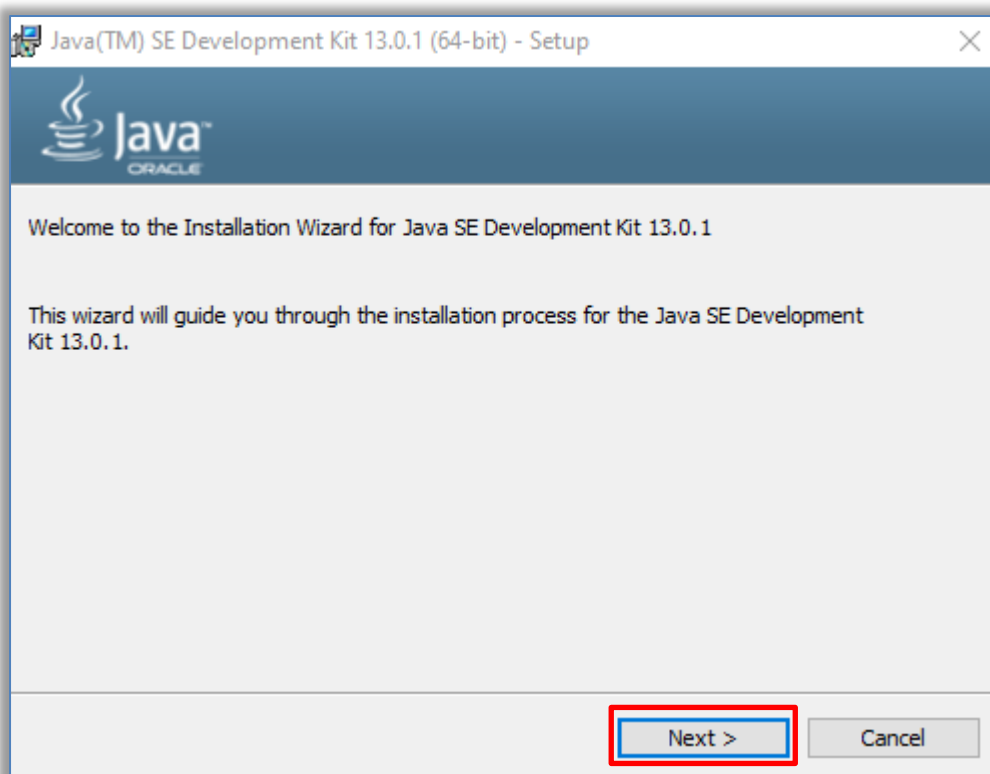 Java(TM) SE Development Kit 13.0.1 (64-bit) - Setup
Java™
ORACLE
Welcome to the Installation Wizard for Java SE Development Kit 13.0.1
This wizard will guide you through the installation process for the Java SE Development
Kit 13.0.1.
Next >
Cancel